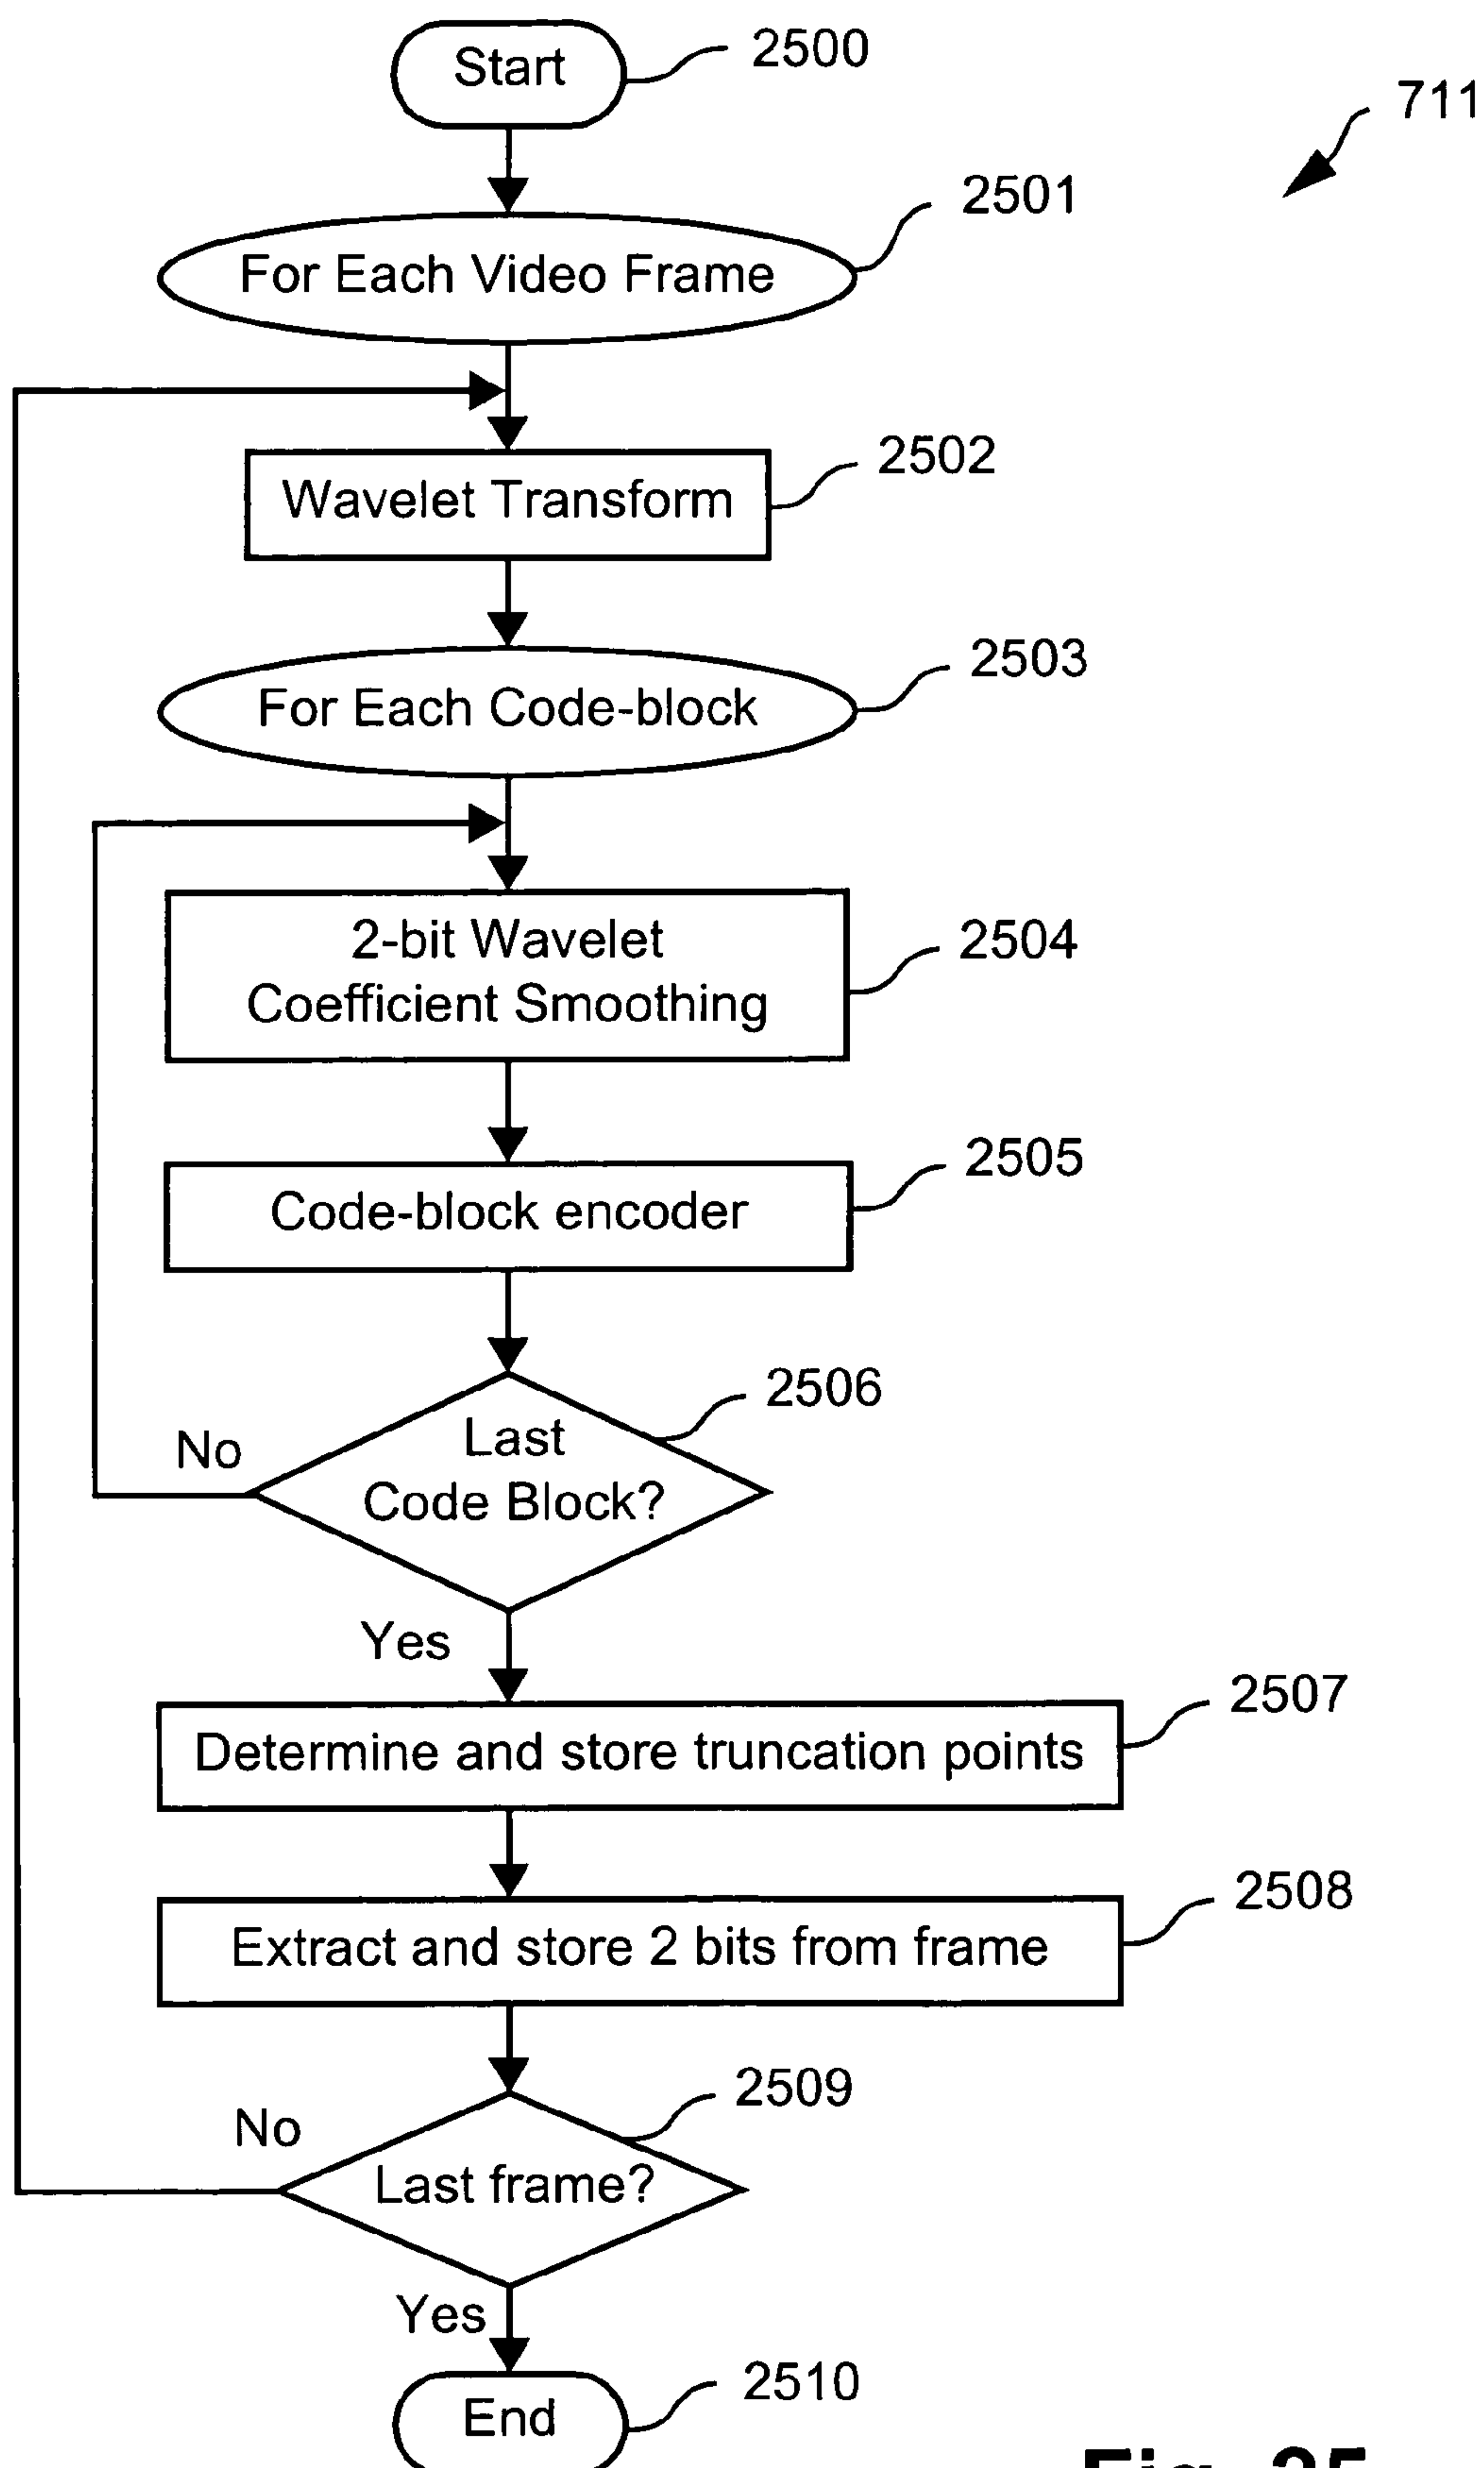 Start
2500
711
2501
For Each Video Frame
2502
Wavelet Transform
2503
For Each Code-block
2504
2-bit Wavelet
Coefficient Smoothing
2505
Code-block encoder
2506
Last
Code Block?
No
Yes
2507
Determine and store truncation points
2508
Extract and store 2 bits from frame
2509
No
Last frame?
Yes
2510
End